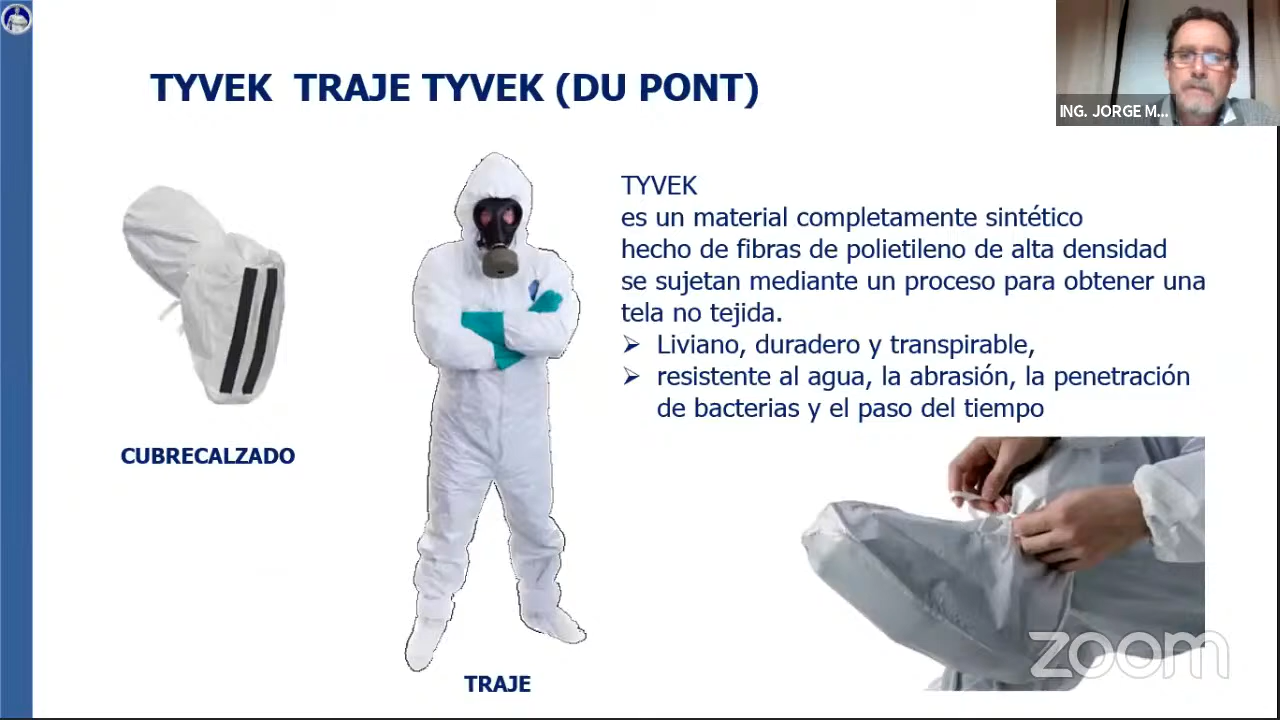 ING. JORGE M...
TYVEK TRAJE TYVEK (DU PONT)
TYVEK
es un material completamente sintético
hecho de fibras de polietileno de alta densidad
se sujetan mediante un proceso para obtener una
tela no tejida.
➢ Liviano, duradero y transpirable,
➢ resistente al agua, la abrasión, la penetración
de bacterias y el paso del tiempo
CUBRECALZADO
TRAJE
zoom